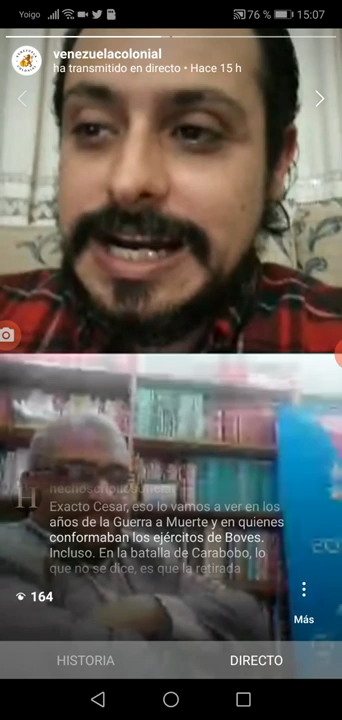 Yoigo 76 % 15:07
venezuelacolonial
ha transmitido en directo • Hace 15 h
Exacto Cesar, eso lo vamos a ver en los
años de la Guerra a Muerte y en quienes
conformaban los ejércitos de Boves.
Incluso. En la batalla de Carabobo, lo
que no se dice, es que la retirada
164
Más
HISTORIA DIRECTO